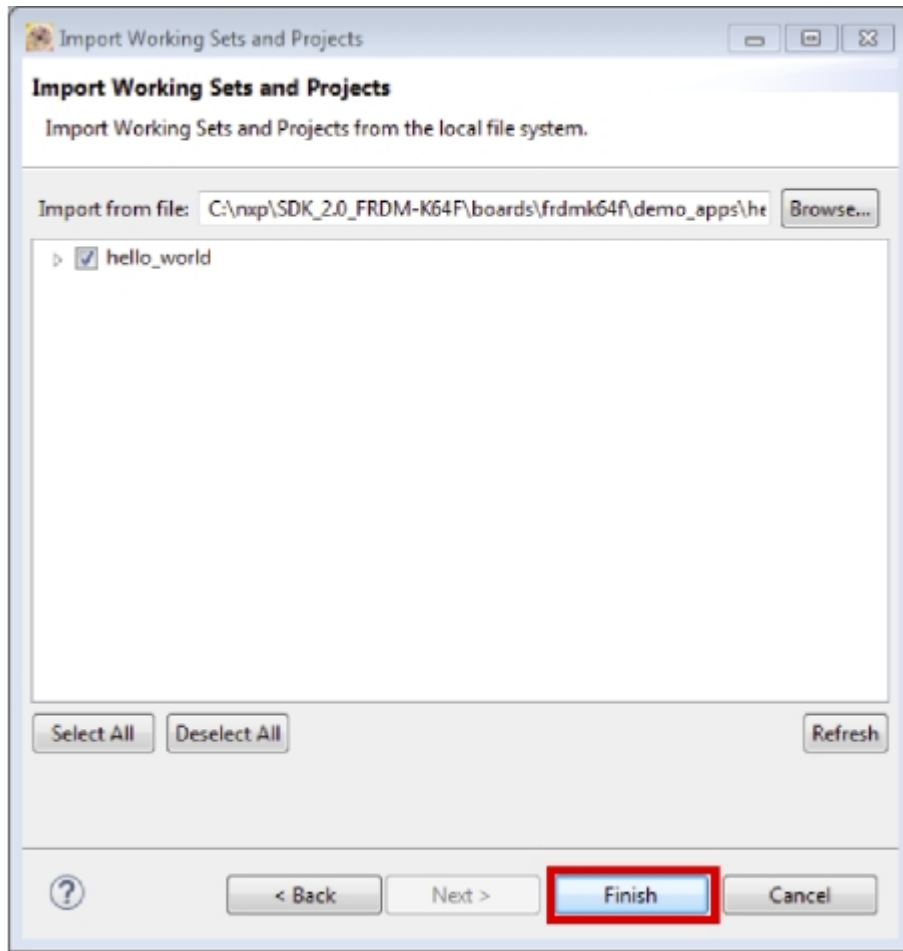 Import Working Sets and Projects
Import Working Sets and Projects
Import Working Sets and Projects from the local file system.
Import from file: C:\nxp\SDK_2.0_FRDM-K64F\boards\frdmk64f\demo_apps\he Browse...
hello_world
Select All Deselect All Refresh
? < Back Next > Finish Cancel